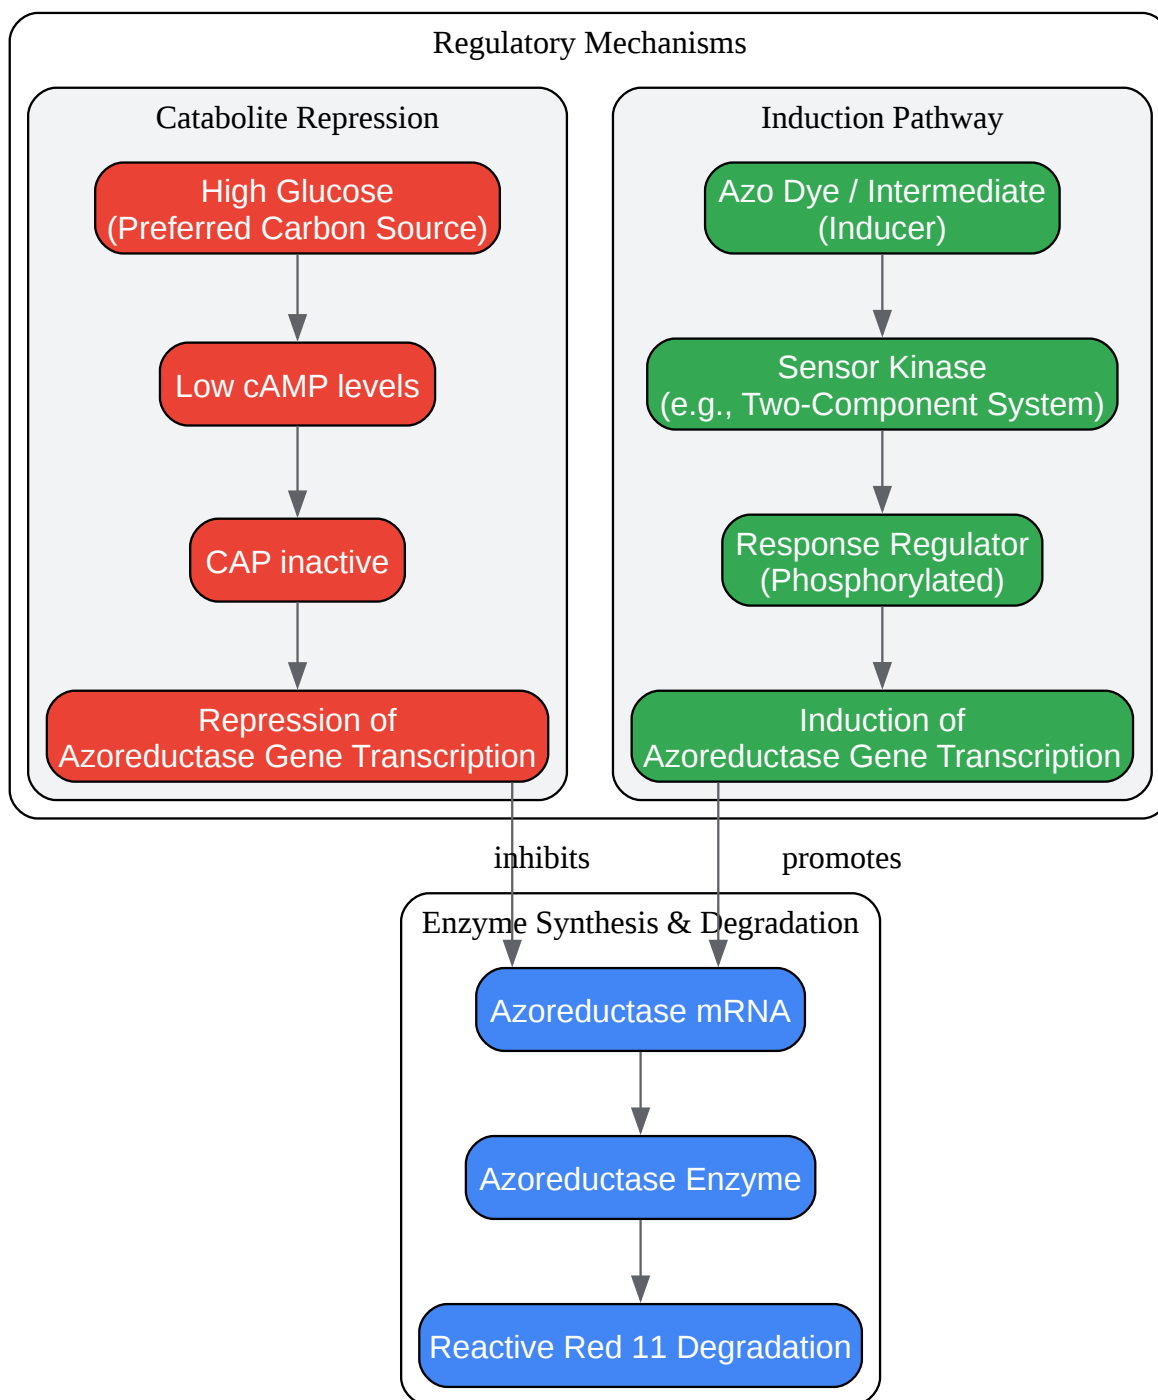 Regulatory Mechanisms
Catabolite Repression
High Glucose
(Preferred Carbon Source)
Low cAMP levels
CAP inactive
Repression of
Azoreductase Gene Transcription
Induction Pathway
Azo Dye / Intermediate
(Inducer)
Sensor Kinase
(e.g., Two-Component System)
Response Regulator
(Phosphorylated)
Induction of
Azoreductase Gene Transcription
inhibits
promotes
Enzyme Synthesis & Degradation
Azoreductase mRNA
Azoreductase Enzyme
Reactive Red 11 Degradation